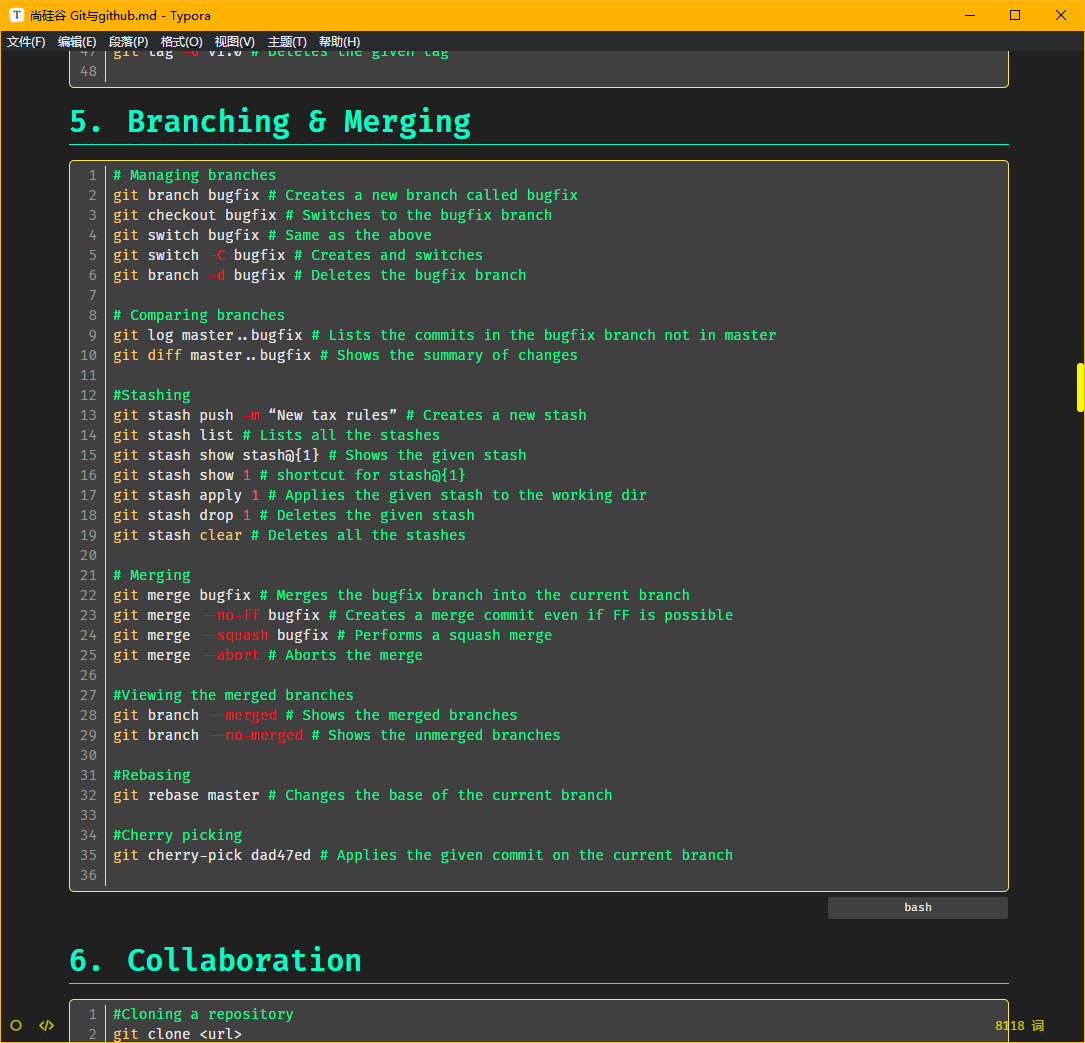 尚硅谷 Git与github.md - Typora
文件(F) 编辑(E) 段落(P) 格式(O) 视图(V) 主题(T) 帮助(H)
47 git tag -d v1.0 # Deletes the given tag
48
5. Branching & Merging
1 # Managing branches
2 git branch bugfix # Creates a new branch called bugfix
3 git checkout bugfix # Switches to the bugfix branch
4 git switch bugfix # Same as the above
5 git switch -C bugfix # Creates and switches
6 git branch -d bugfix # Deletes the bugfix branch
7
8 # Comparing branches
9 git log master..bugfix # Lists the commits in the bugfix branch not in master
10 git diff master..bugfix # Shows the summary of changes
11
12 #Stashing
13 git stash push -m “New tax rules” # Creates a new stash
14 git stash list # Lists all the stashes
15 git stash show stash@{1} # Shows the given stash
16 git stash show 1 # shortcut for stash@{1}
17 git stash apply 1 # Applies the given stash to the working dir
18 git stash drop 1 # Deletes the given stash
19 git stash clear # Deletes all the stashes
20
21 # Merging
22 git merge bugfix # Merges the bugfix branch into the current branch
23 git merge --no-ff bugfix # Creates a merge commit even if FF is possible
24 git merge --squash bugfix # Performs a squash merge
25 git merge --abort # Aborts the merge
26
27 #Viewing the merged branches
28 git branch --merged # Shows the merged branches
29 git branch --no-merged # Shows the unmerged branches
30
31 #Rebasing
32 git rebase master # Changes the base of the current branch
33
34 #Cherry picking
35 git cherry-pick dad47ed # Applies the given commit on the current branch
36
bash
6. Collaboration
1 #Cloning a repository
2 git clone <url>
8118 词